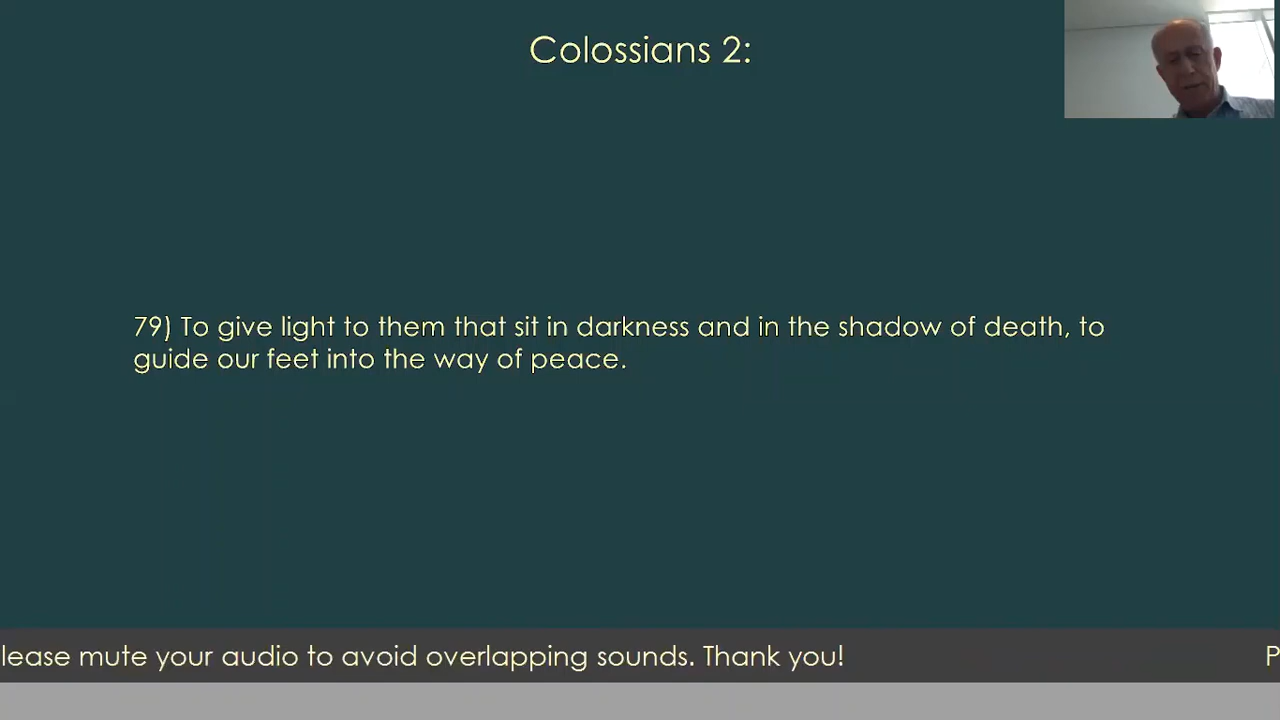 Colossians 2:
79) To give light to them that sit in darkness and in the shadow of death, to
guide our feet into the way of peace.
lease mute your audio to avoid overlapping sounds. Thank you! P